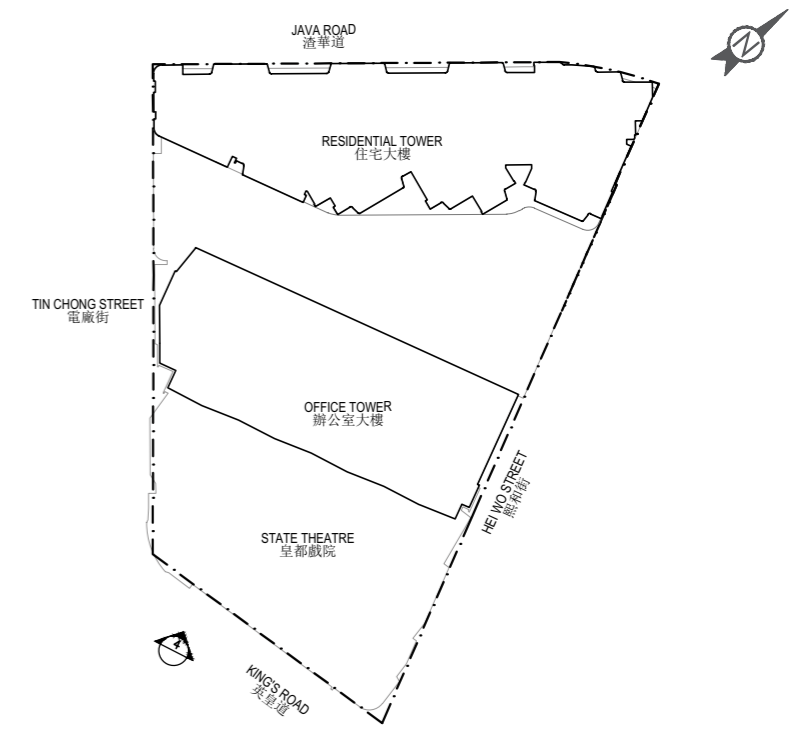 JAVA ROAD
渣華道
N
RESIDENTIAL TOWER
住宅大樓
TIN CHONG STREET
電廠街
OFFICE TOWER
辦公室大樓
HEI WO STREET
熙和街
STATE THEATRE
皇都戲院
4
KING'S ROAD
英皇道